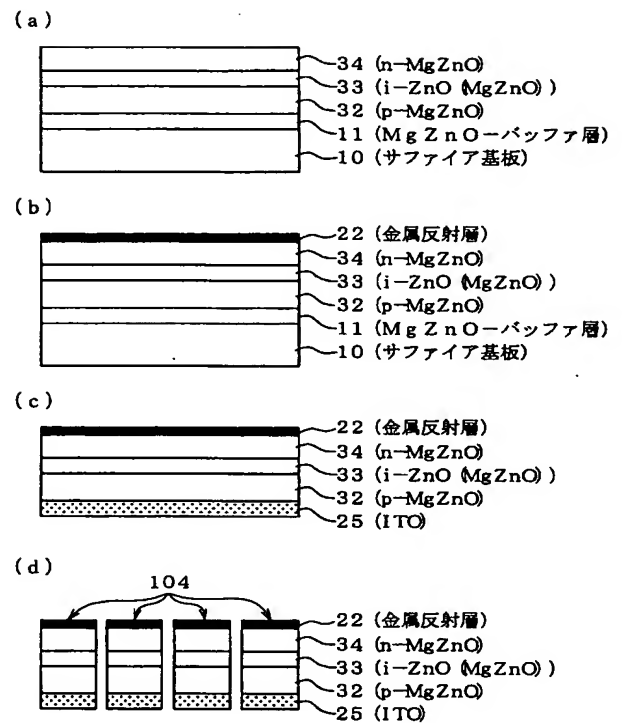 (a)
34 (n-MgZnO)
33 (i-ZnO (MgZnO))
32 (p-MgZnO)
11 (MgZnO-バッファ層)
10 (サファイア基板)
(b)
22 (金属反射層)
34 (n-MgZnO)
33 (i-ZnO (MgZnO))
32 (p-MgZnO)
11 (MgZnO-バッファ層)
10 (サファイア基板)
(c)
22 (金属反射層)
34 (n-MgZnO)
33 (i-ZnO (MgZnO))
32 (p-MgZnO)
25 (ITO)
(d)
104
22 (金属反射層)
34 (n-MgZnO)
33 (i-ZnO (MgZnO))
32 (p-MgZnO)
25 (ITO)